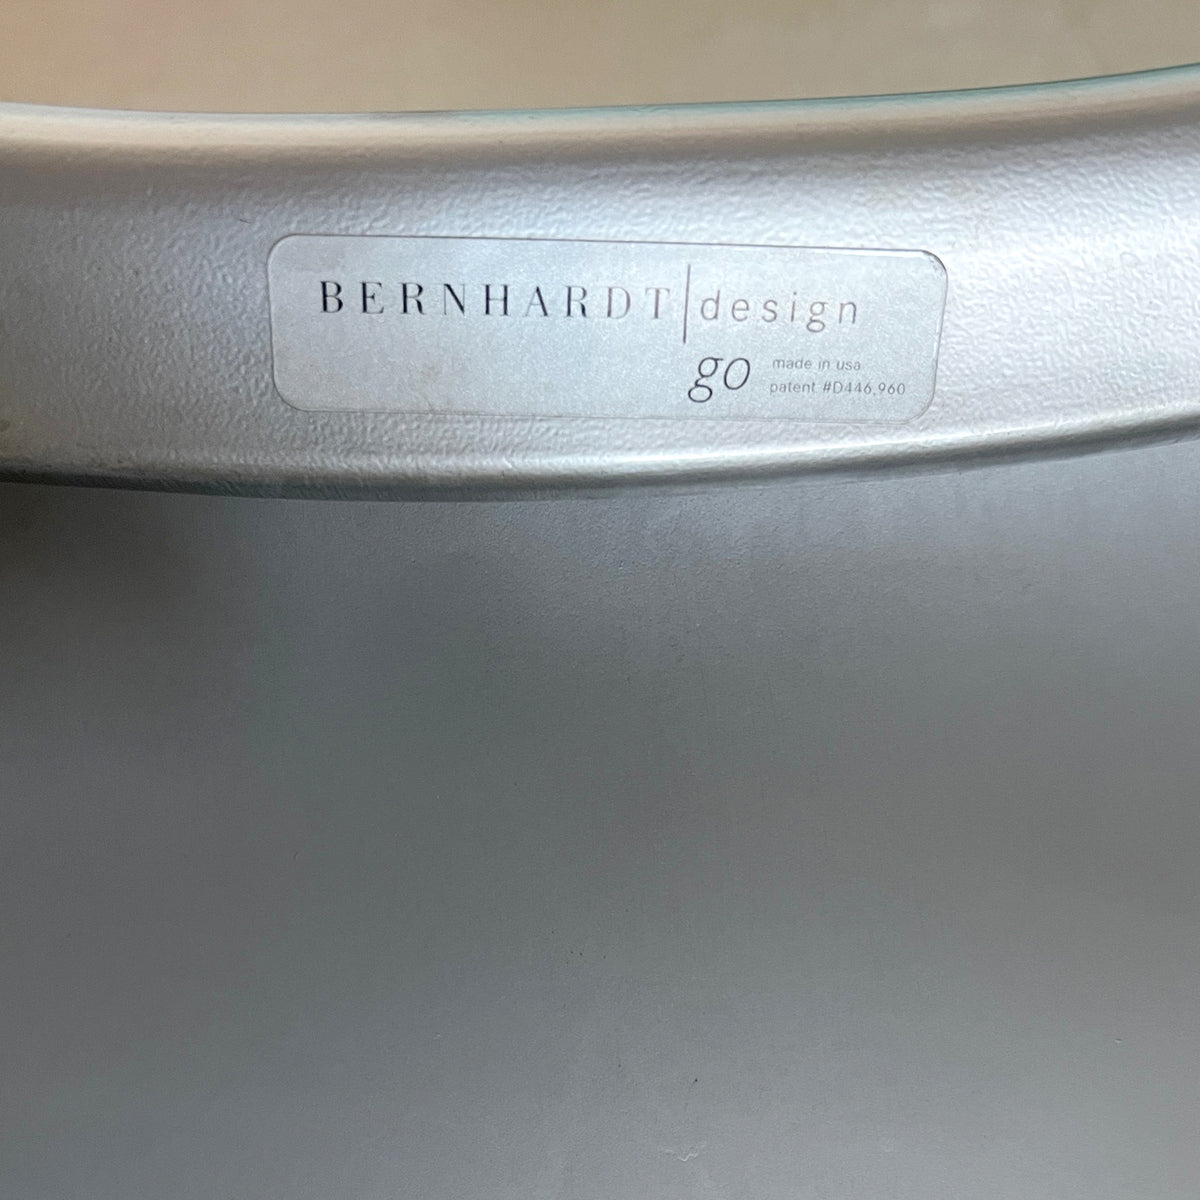 BERNHARDT|design
go made in usa
patent #D446,960